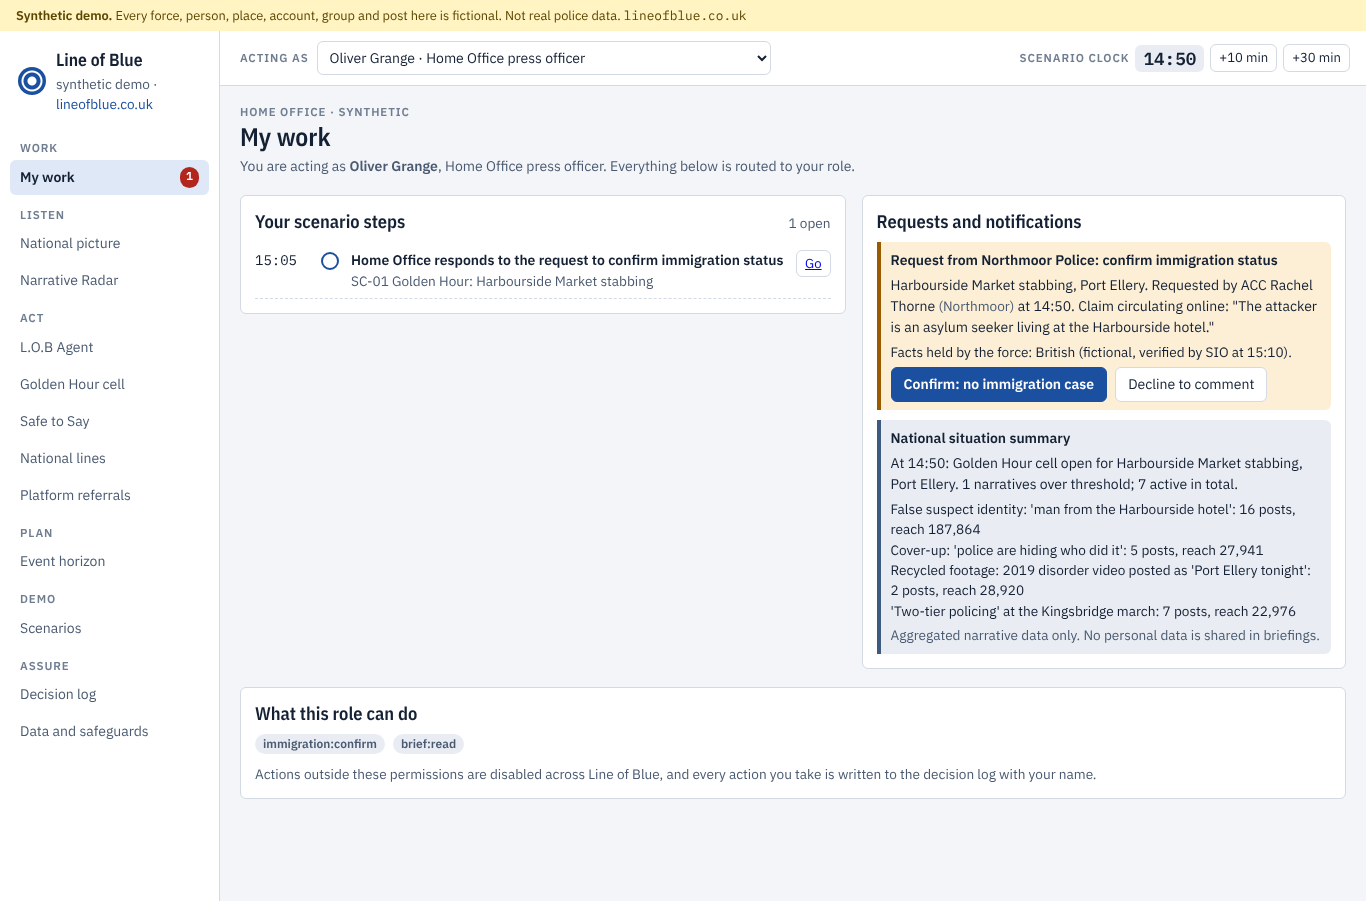 Synthetic demo. Every force, person, place, account, group and post here is fictional. Not real police data. lineofblue.co.uk
Line of Blue
synthetic demo ·
lineofblue.co.uk
WORK
My work 1
LISTEN
National picture
Narrative Radar
ACT
L.O.B Agent
Golden Hour cell
Safe to Say
National lines
Platform referrals
PLAN
Event horizon
DEMO
Scenarios
ASSURE
Decision log
Data and safeguards
ACTING AS Oliver Grange · Home Office press officer
SCENARIO CLOCK 14:50 +10 min +30 min
HOME OFFICE · SYNTHETIC
My work
You are acting as Oliver Grange, Home Office press officer. Everything below is routed to your role.
Your scenario steps 1 open
15:05 Home Office responds to the request to confirm immigration status Go
SC-01 Golden Hour: Harbourside Market stabbing
Requests and notifications
Request from Northmoor Police: confirm immigration status
Harbourside Market stabbing, Port Ellery. Requested by ACC Rachel
Thorne (Northmoor) at 14:50. Claim circulating online: "The attacker
is an asylum seeker living at the Harbourside hotel."
Facts held by the force: British (fictional, verified by SIO at 15:10).
Confirm: no immigration case Decline to comment
National situation summary
At 14:50: Golden Hour cell open for Harbourside Market stabbing,
Port Ellery. 1 narratives over threshold; 7 active in total.
False suspect identity: 'man from the Harbourside hotel': 16 posts,
reach 187,864
Cover-up: 'police are hiding who did it': 5 posts, reach 27,941
Recycled footage: 2019 disorder video posted as 'Port Ellery tonight':
2 posts, reach 28,920
'Two-tier policing' at the Kingsbridge march: 7 posts, reach 22,976
Aggregated narrative data only. No personal data is shared in briefings.
What this role can do
immigration:confirm brief:read
Actions outside these permissions are disabled across Line of Blue, and every action you take is written to the decision log with your name.